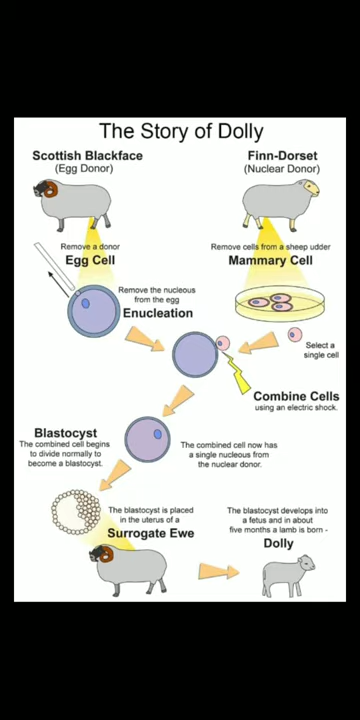 The Story of Dolly
Scottish Blackface
(Egg Donor)
Finn-Dorset
(Nuclear Donor)
Remove a donor
Egg Cell
Remove cells from a sheep udder
Mammary Cell
Remove the nucleous
from the egg
Enucleation
Select a
single cell
Combine Cells
using an electric shock.
Blastocyst
The combined cell begins
to divide normally to
become a blastocyst.
The combined cell now has
a single nucleous from
the nuclear donor.
The blastocyst is placed
in the uterus of a
Surrogate Ewe
The blastocyst develops into
a fetus and in about
five months a lamb is born -
Dolly